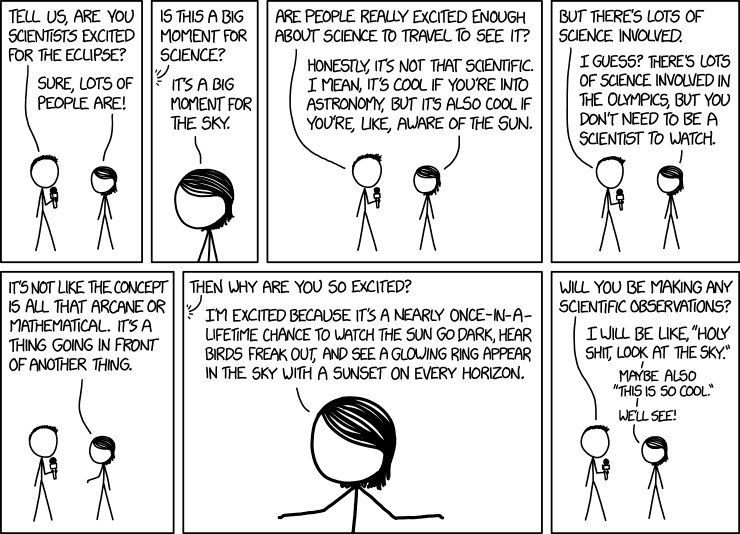 TELL US, ARE YOU
SCIENTISTS EXCITED
FOR THE ECLIPSE?
SURE, LOTS OF
PEOPLE ARE!
IS THIS A BIG
MOMENT FOR
SCIENCE?
IT'S A BIG
MOMENT FOR
THE SKY.
ARE PEOPLE REALLY EXCITED ENOUGH
ABOUT SCIENCE TO TRAVEL TO SEE IT?
HONESTLY, IT'S NOT THAT SCIENTIFIC.
I MEAN, IT'S COOL IF YOU'RE INTO
ASTRONOMY, BUT IT'S ALSO COOL IF
YOU'RE, LIKE, AWARE OF THE SUN.
BUT THERE'S LOTS OF
SCIENCE INVOLVED.
I GUESS? THERE'S LOTS
OF SCIENCE INVOLVED IN
THE OLYMPICS, BUT YOU
DON'T NEED TO BE A
SCIENTIST TO WATCH.
IT'S NOT LIKE THE CONCEPT
IS ALL THAT ARCANE OR
MATHEMATICAL. IT'S A
THING GOING IN FRONT
OF ANOTHER THING.
THEN WHY ARE YOU SO EXCITED?
I'M EXCITED BECAUSE IT'S A NEARLY ONCE-IN-A-
LIFETIME CHANCE TO WATCH THE SUN GO DARK, HEAR
BIRDS FREAK OUT, AND SEE A GLOWING RING APPEAR
IN THE SKY WITH A SUNSET ON EVERY HORIZON.
WILL YOU BE MAKING ANY
SCIENTIFIC OBSERVATIONS?
I WILL BE LIKE, "HOLY
SHIT, LOOK AT THE SKY."
MAYBE ALSO
"THIS IS SO COOL."
WE'LL SEE!